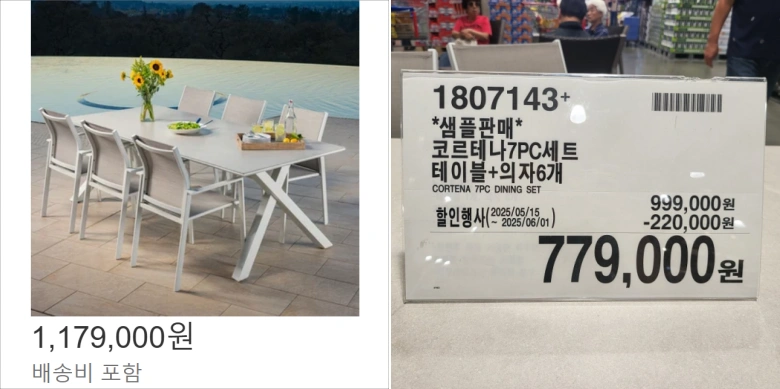 1,179,000원
배송비 포함
1807143+
*샘플판매*
코르테나7PC세트
테이블+의자6개
CORTENA 7PC DINING SET
999,000원
할인행사(2025/05/15 ~ 2025/06/01) -220,000원
779,000원